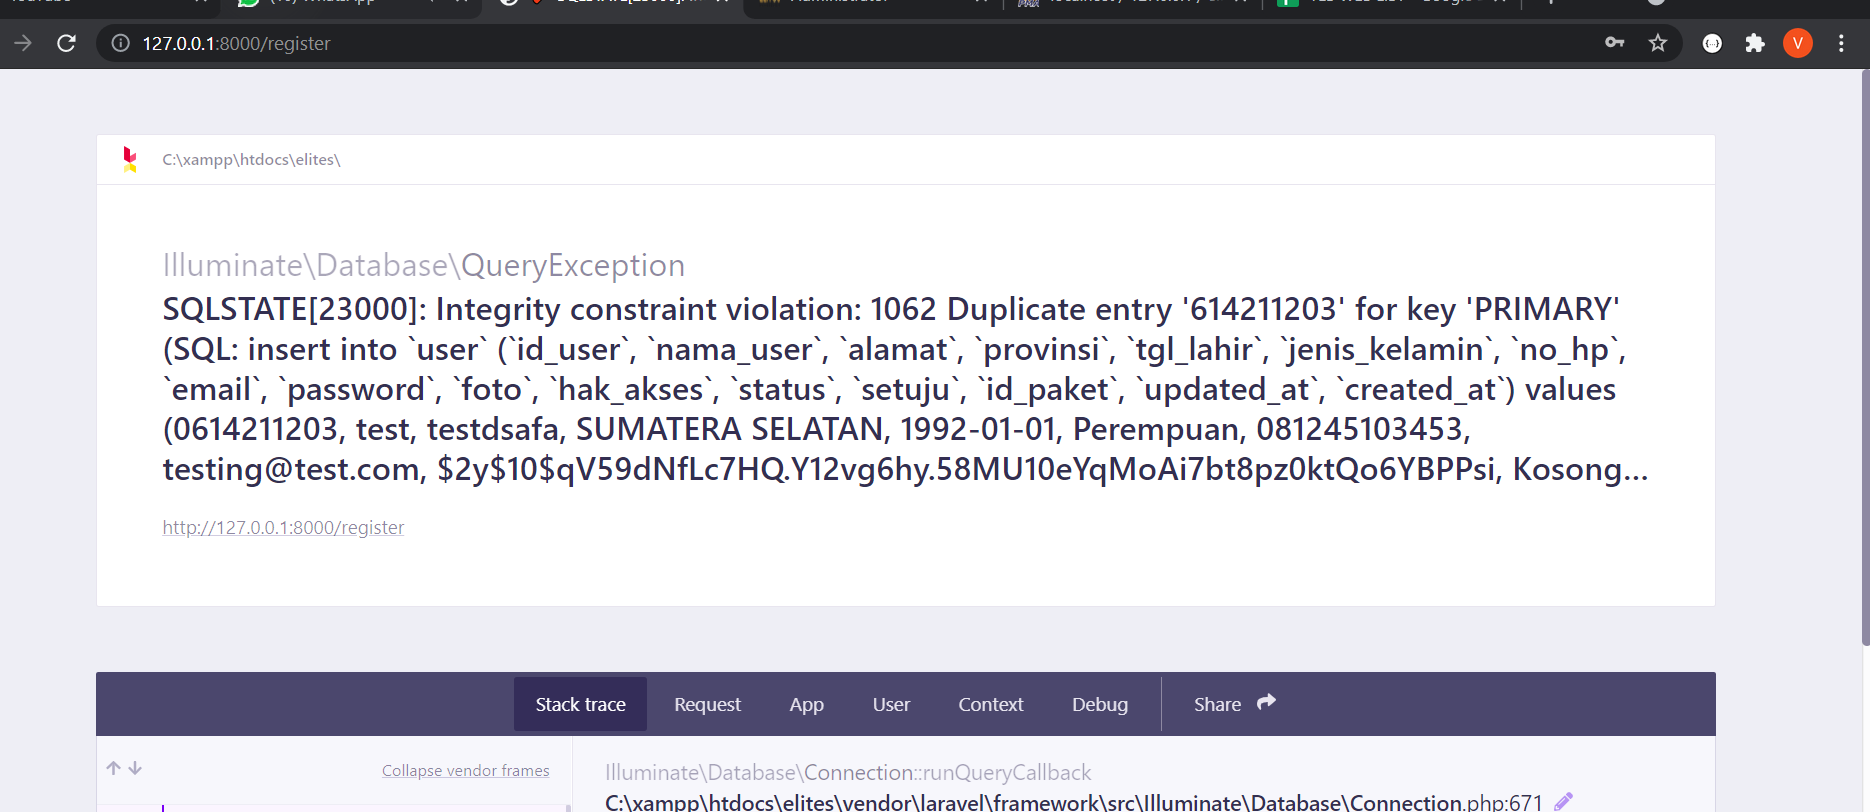 127.0.0.1:8000/register
V
C:\xampp\htdocs\elites\
Illuminate\Database\QueryException
SQLSTATE[23000]: Integrity constraint violation: 1062 Duplicate entry '614211203' for key 'PRIMARY'
(SQL: insert into `user` (`id_user`, `nama_user`, `alamat`, `provinsi`, `tgl_lahir`, `jenis_kelamin`, `no_hp`,
`email`, `password`, `foto`, `hak_akses`, `status`, `setuju`, `id_paket`, `updated_at`, `created_at`) values
(0614211203, test, testdsafa, SUMATERA SELATAN, 1992-01-01, Perempuan, 081245103453,
testing@test.com, $2y$10$qV59dNfLc7HQ.Y12vg6hy.58MU10eYqMoAi7bt8pz0ktQo6YBPPsi, Kosong...
http://127.0.0.1:8000/register
Stack trace Request App User Context Debug Share
Collapse vendor frames
Illuminate\Database\Connection::runQueryCallback
C:\xampp\htdocs\elites\vendor\laravel\framework\src\Illuminate\Database\Connection.php:671